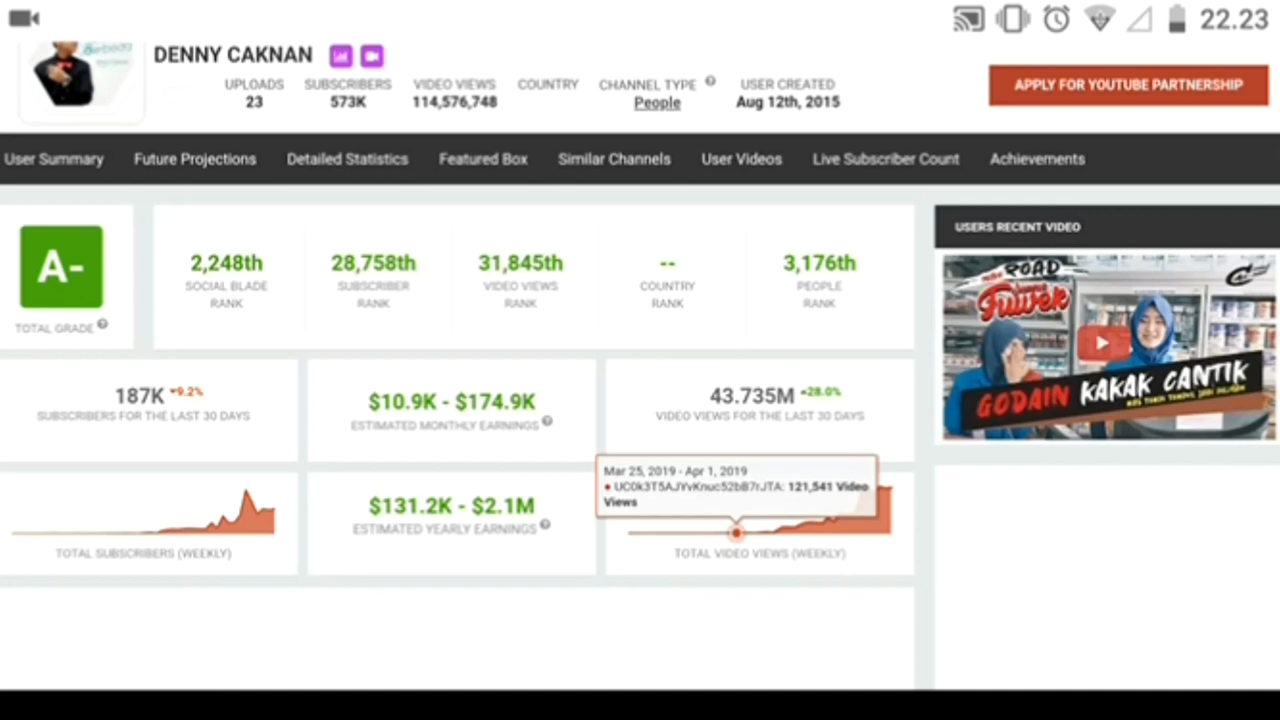 22.23
DENNY CAKNAN
UPLOADS
23
SUBSCRIBERS
573K
VIDEO VIEWS
114,576,748
COUNTRY
CHANNEL TYPE
People
USER CREATED
Aug 12th, 2015
APPLY FOR YOUTUBE PARTNERSHIP
User Summary Future Projections Detailed Statistics Featured Box Similar Channels User Videos Live Subscriber Count Achievements
A-
TOTAL GRADE
2,248th
SOCIAL BLADE
RANK
28,758th
SUBSCRIBER
RANK
31,845th
VIDEO VIEWS
RANK
--
COUNTRY
RANK
3,176th
PEOPLE
RANK
USERS RECENT VIDEO
ROAD
Fuwek
GODAIN KAKAK CANTIK
187K -9.2%
SUBSCRIBERS FOR THE LAST 30 DAYS
$10.9K - $174.9K
ESTIMATED MONTHLY EARNINGS
43.735M +28.0%
VIDEO VIEWS FOR THE LAST 30 DAYS
TOTAL SUBSCRIBERS (WEEKLY)
$131.2K - $2.1M
ESTIMATED YEARLY EARNINGS
Mar 25, 2019 - Apr 1, 2019
UC0k3T5AJYvKnuc52bB7rJTA: 121,541 Video
Views
TOTAL VIDEO VIEWS (WEEKLY)